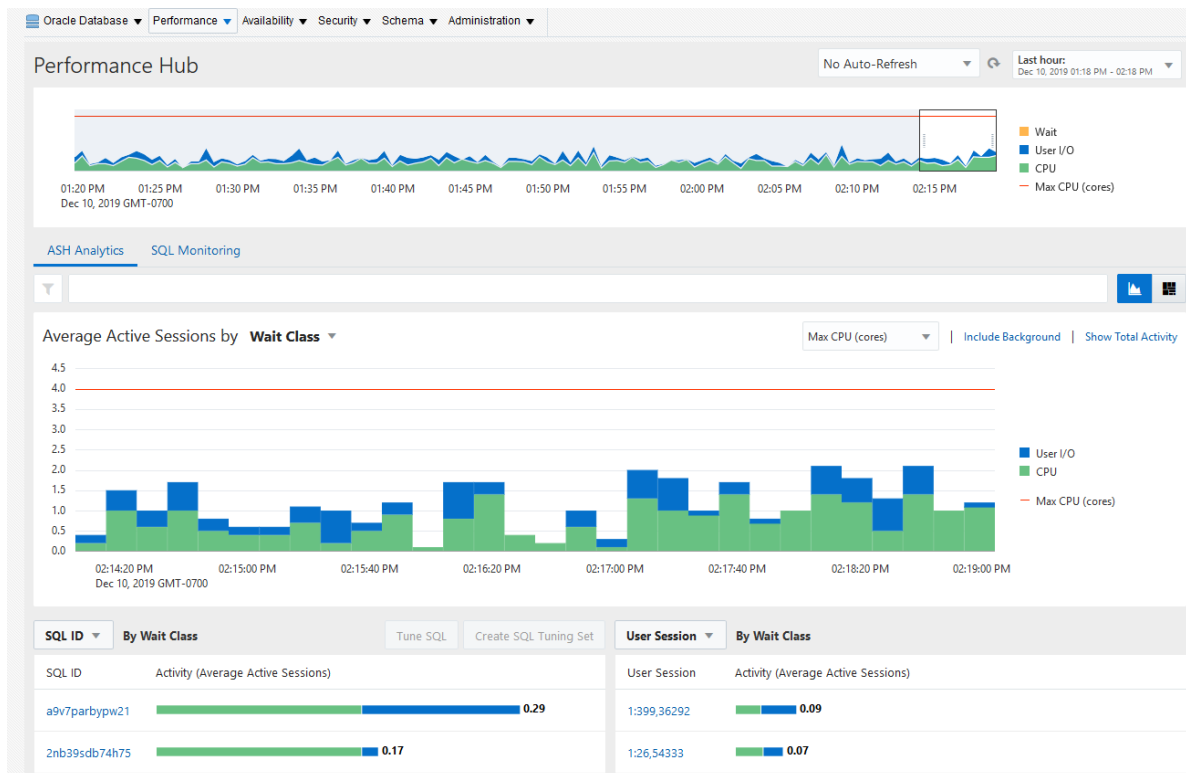 Oracle Database Performance Availability Security Schema Administration
Performance Hub
No Auto-Refresh
Last hour:
Dec 10, 2019 01:18 PM - 02:18 PM
Wait
User I/O
CPU
Max CPU (cores)
01:20 PM 01:25 PM 01:30 PM 01:35 PM 01:40 PM 01:45 PM 01:50 PM 01:55 PM 02:00 PM 02:05 PM 02:10 PM 02:15 PM
Dec 10, 2019 GMT-0700
ASH Analytics SQL Monitoring
Average Active Sessions by Wait Class
Max CPU (cores) | Include Background | Show Total Activity
4.5
4.0
3.5
3.0
2.5
2.0
1.5
1.0
0.5
0.0
User I/O
CPU
Max CPU (cores)
02:14:20 PM 02:15:00 PM 02:15:40 PM 02:16:20 PM 02:17:00 PM 02:17:40 PM 02:18:20 PM 02:19:00 PM
Dec 10, 2019 GMT-0700
SQL ID By Wait Class Tune SQL Create SQL Tuning Set
SQL ID Activity (Average Active Sessions)
a9v7parbypw21 0.29
2nb39sdb74h75 0.17
User Session By Wait Class
User Session Activity (Average Active Sessions)
1:399,36292 0.09
1:26,54333 0.07